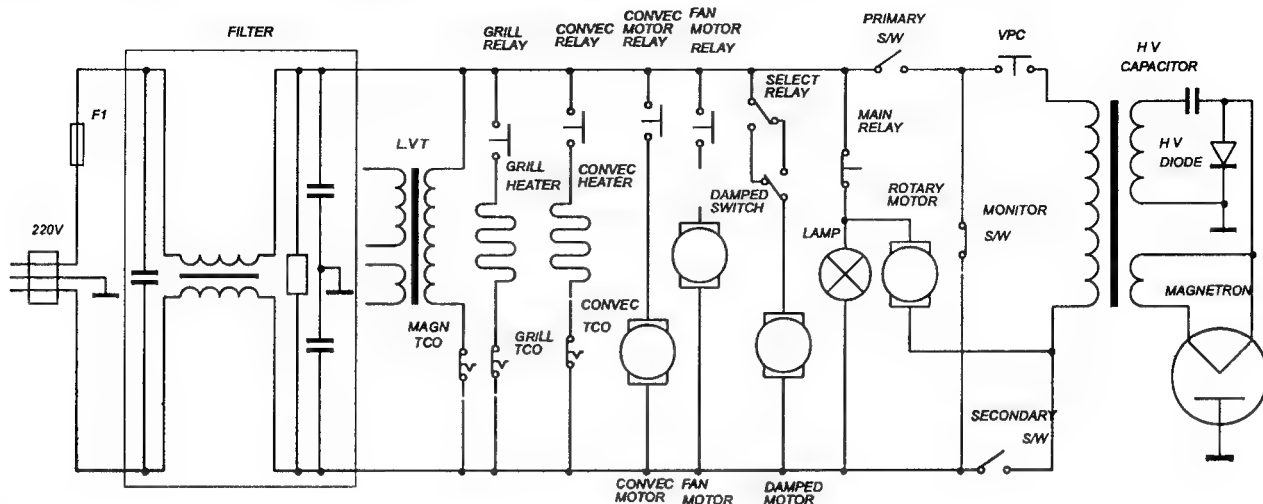 FILTER
F1
220V
L.V.T
GRILL
RELAY
CONVEC
RELAY
CONVEC
MOTOR
RELAY
FAN
MOTOR
RELAY
PRIMARY
S/W
VPC
H V
CAPACITOR
SELECT
RELAY
MAIN
RELAY
H V
DIODE
GRILL
HEATER
CONVEC
HEATER
DAMPED
SWITCH
ROTARY
MOTOR
LAMP
MONITOR
S/W
MAGNETRON
MAGN
TCO
GRILL
TCO
CONVEC
TCO
SECONDARY
S/W
CONVEC
MOTOR
FAN
MOTOR
DAMPED
MOTOR